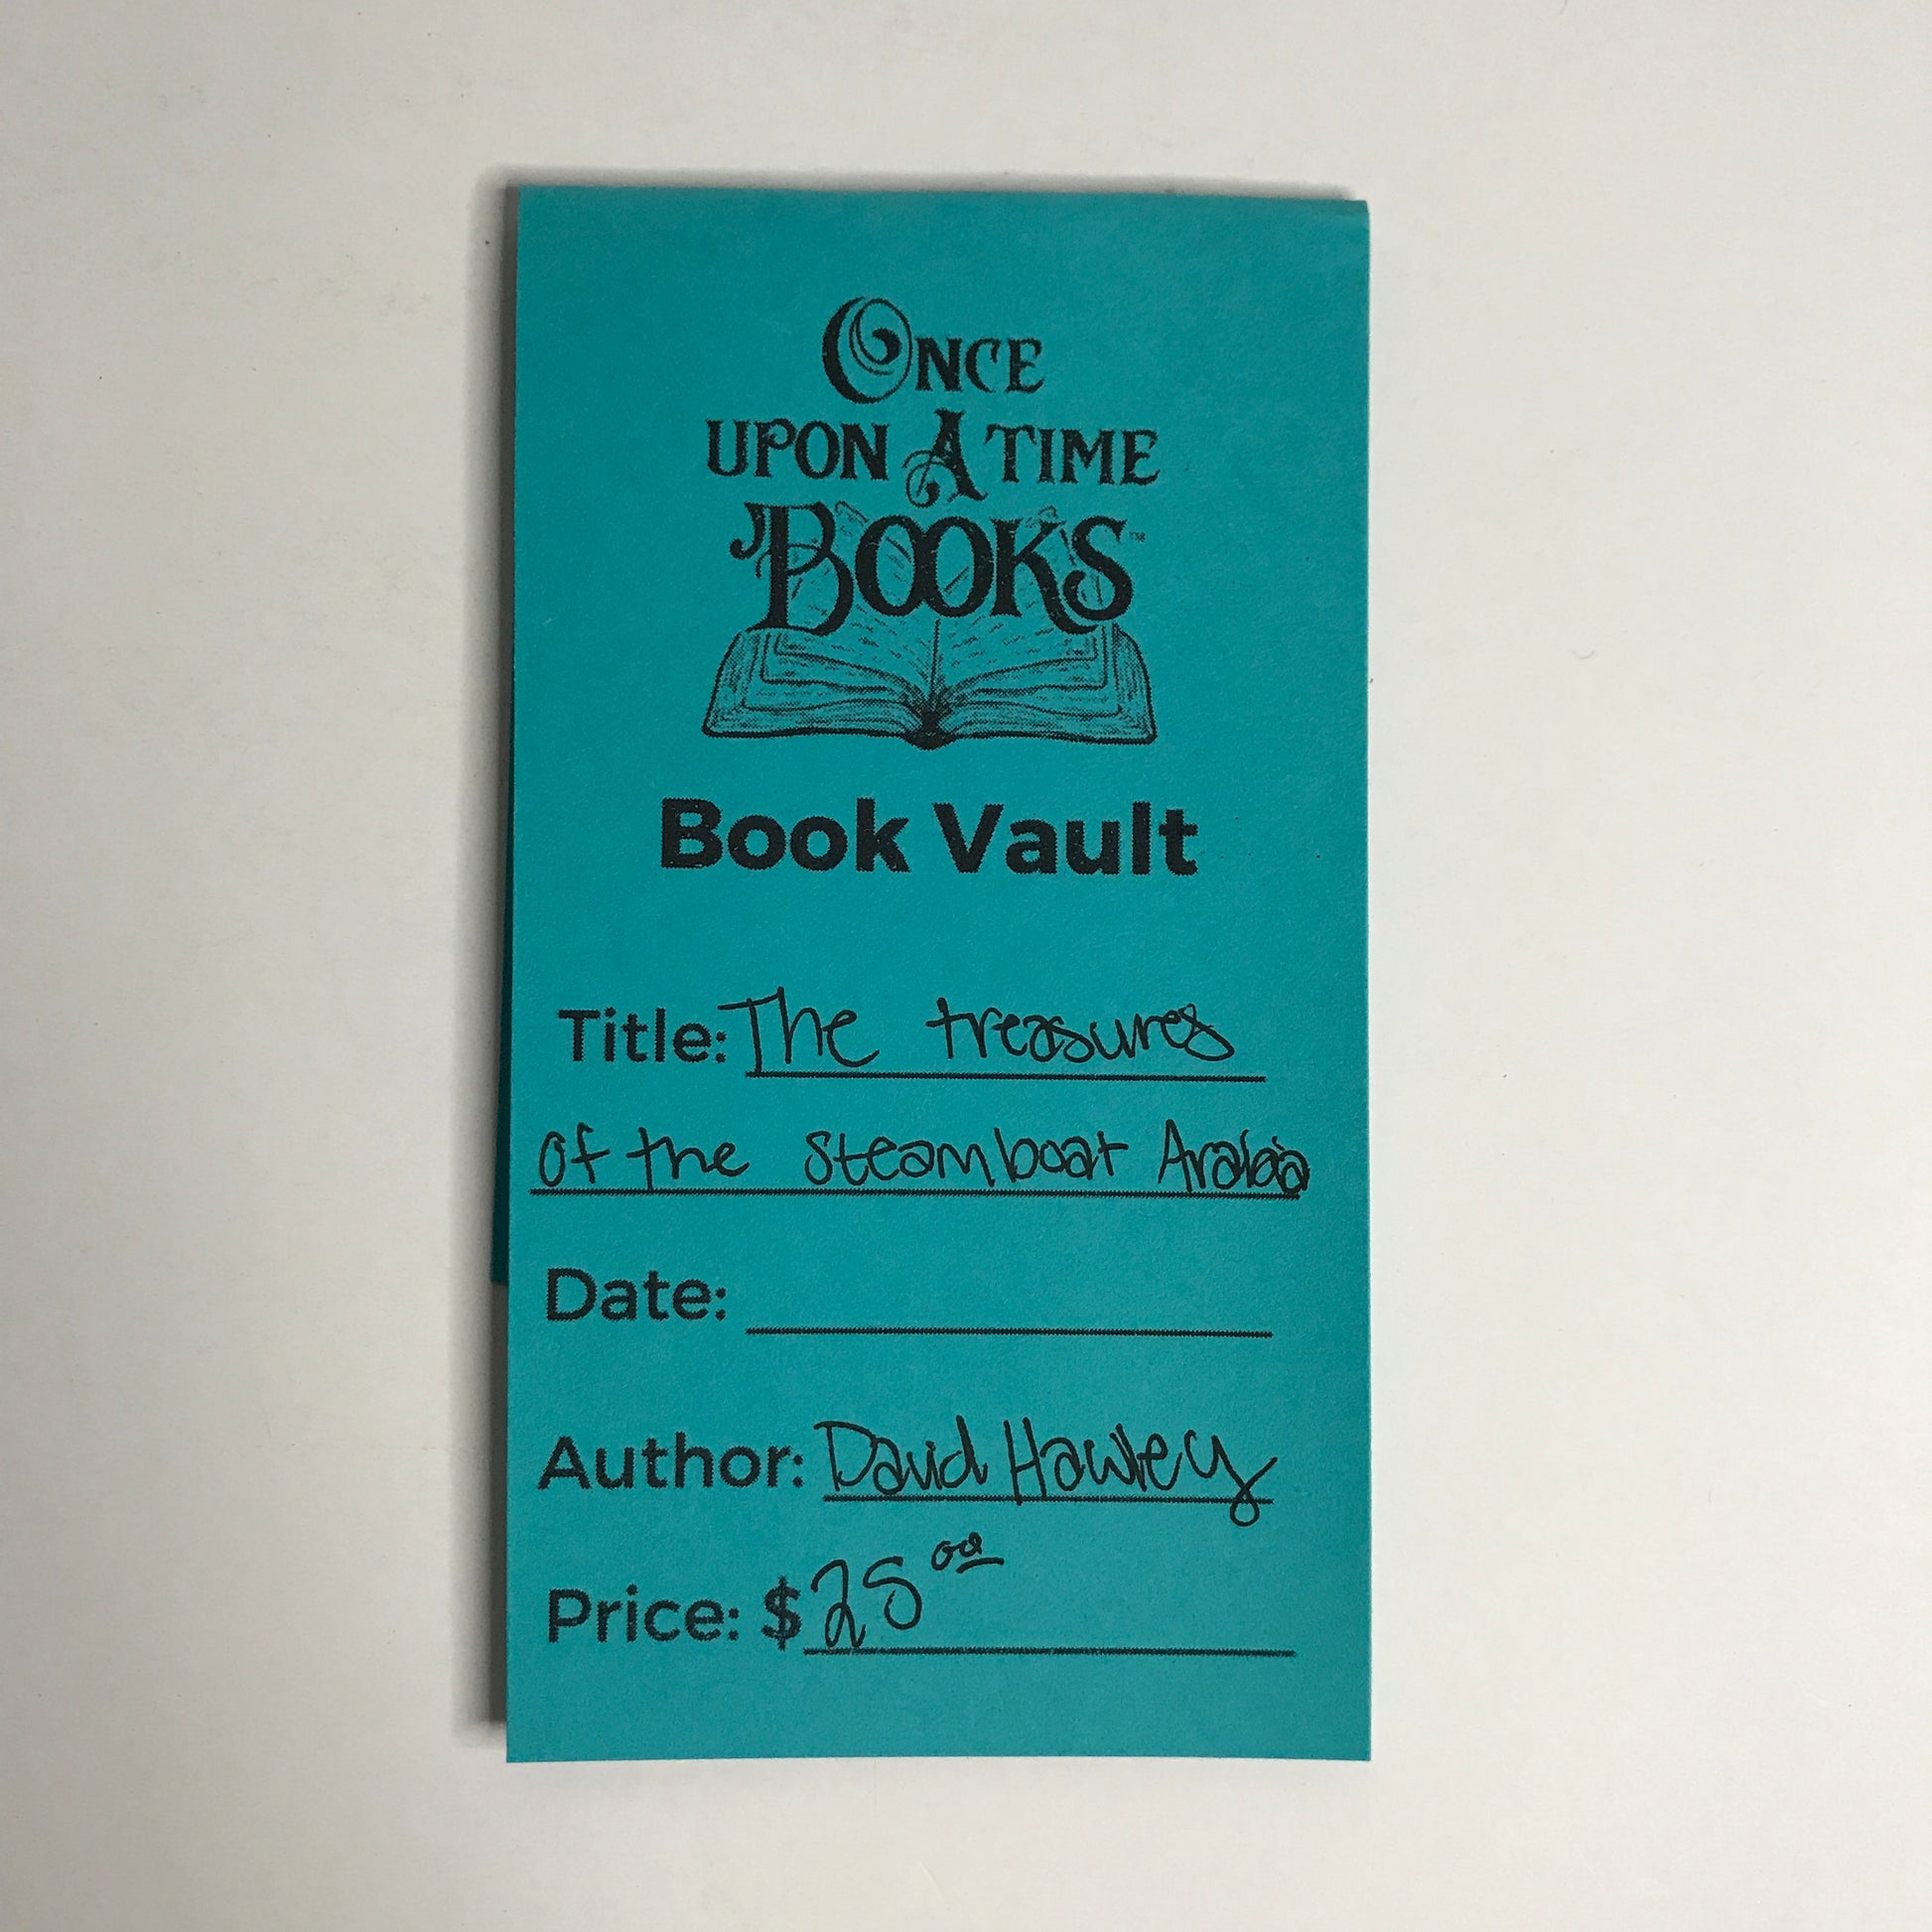 ONCE
UPON A TIME
BOOKS™
Book Vault
Title: The treasures
of the steamboat Arabia
Date:
Author: David Hawley
Price: $25 00